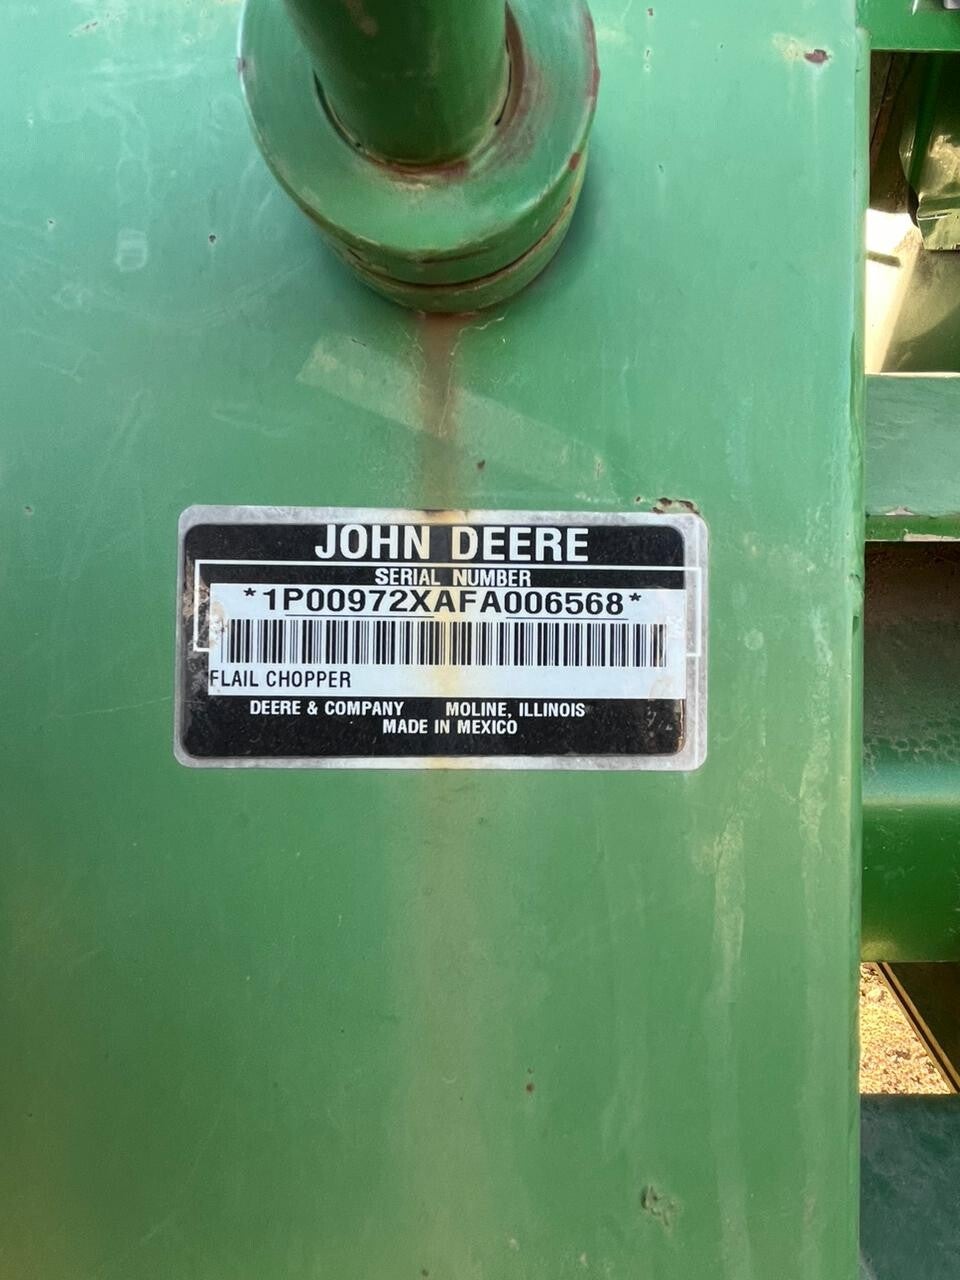 JOHN DEERE
SERIAL NUMBER
*1P00972XAFA006568*
FLAIL CHOPPER
DEERE & COMPANY MOLINE, ILLINOIS
MADE IN MEXICO